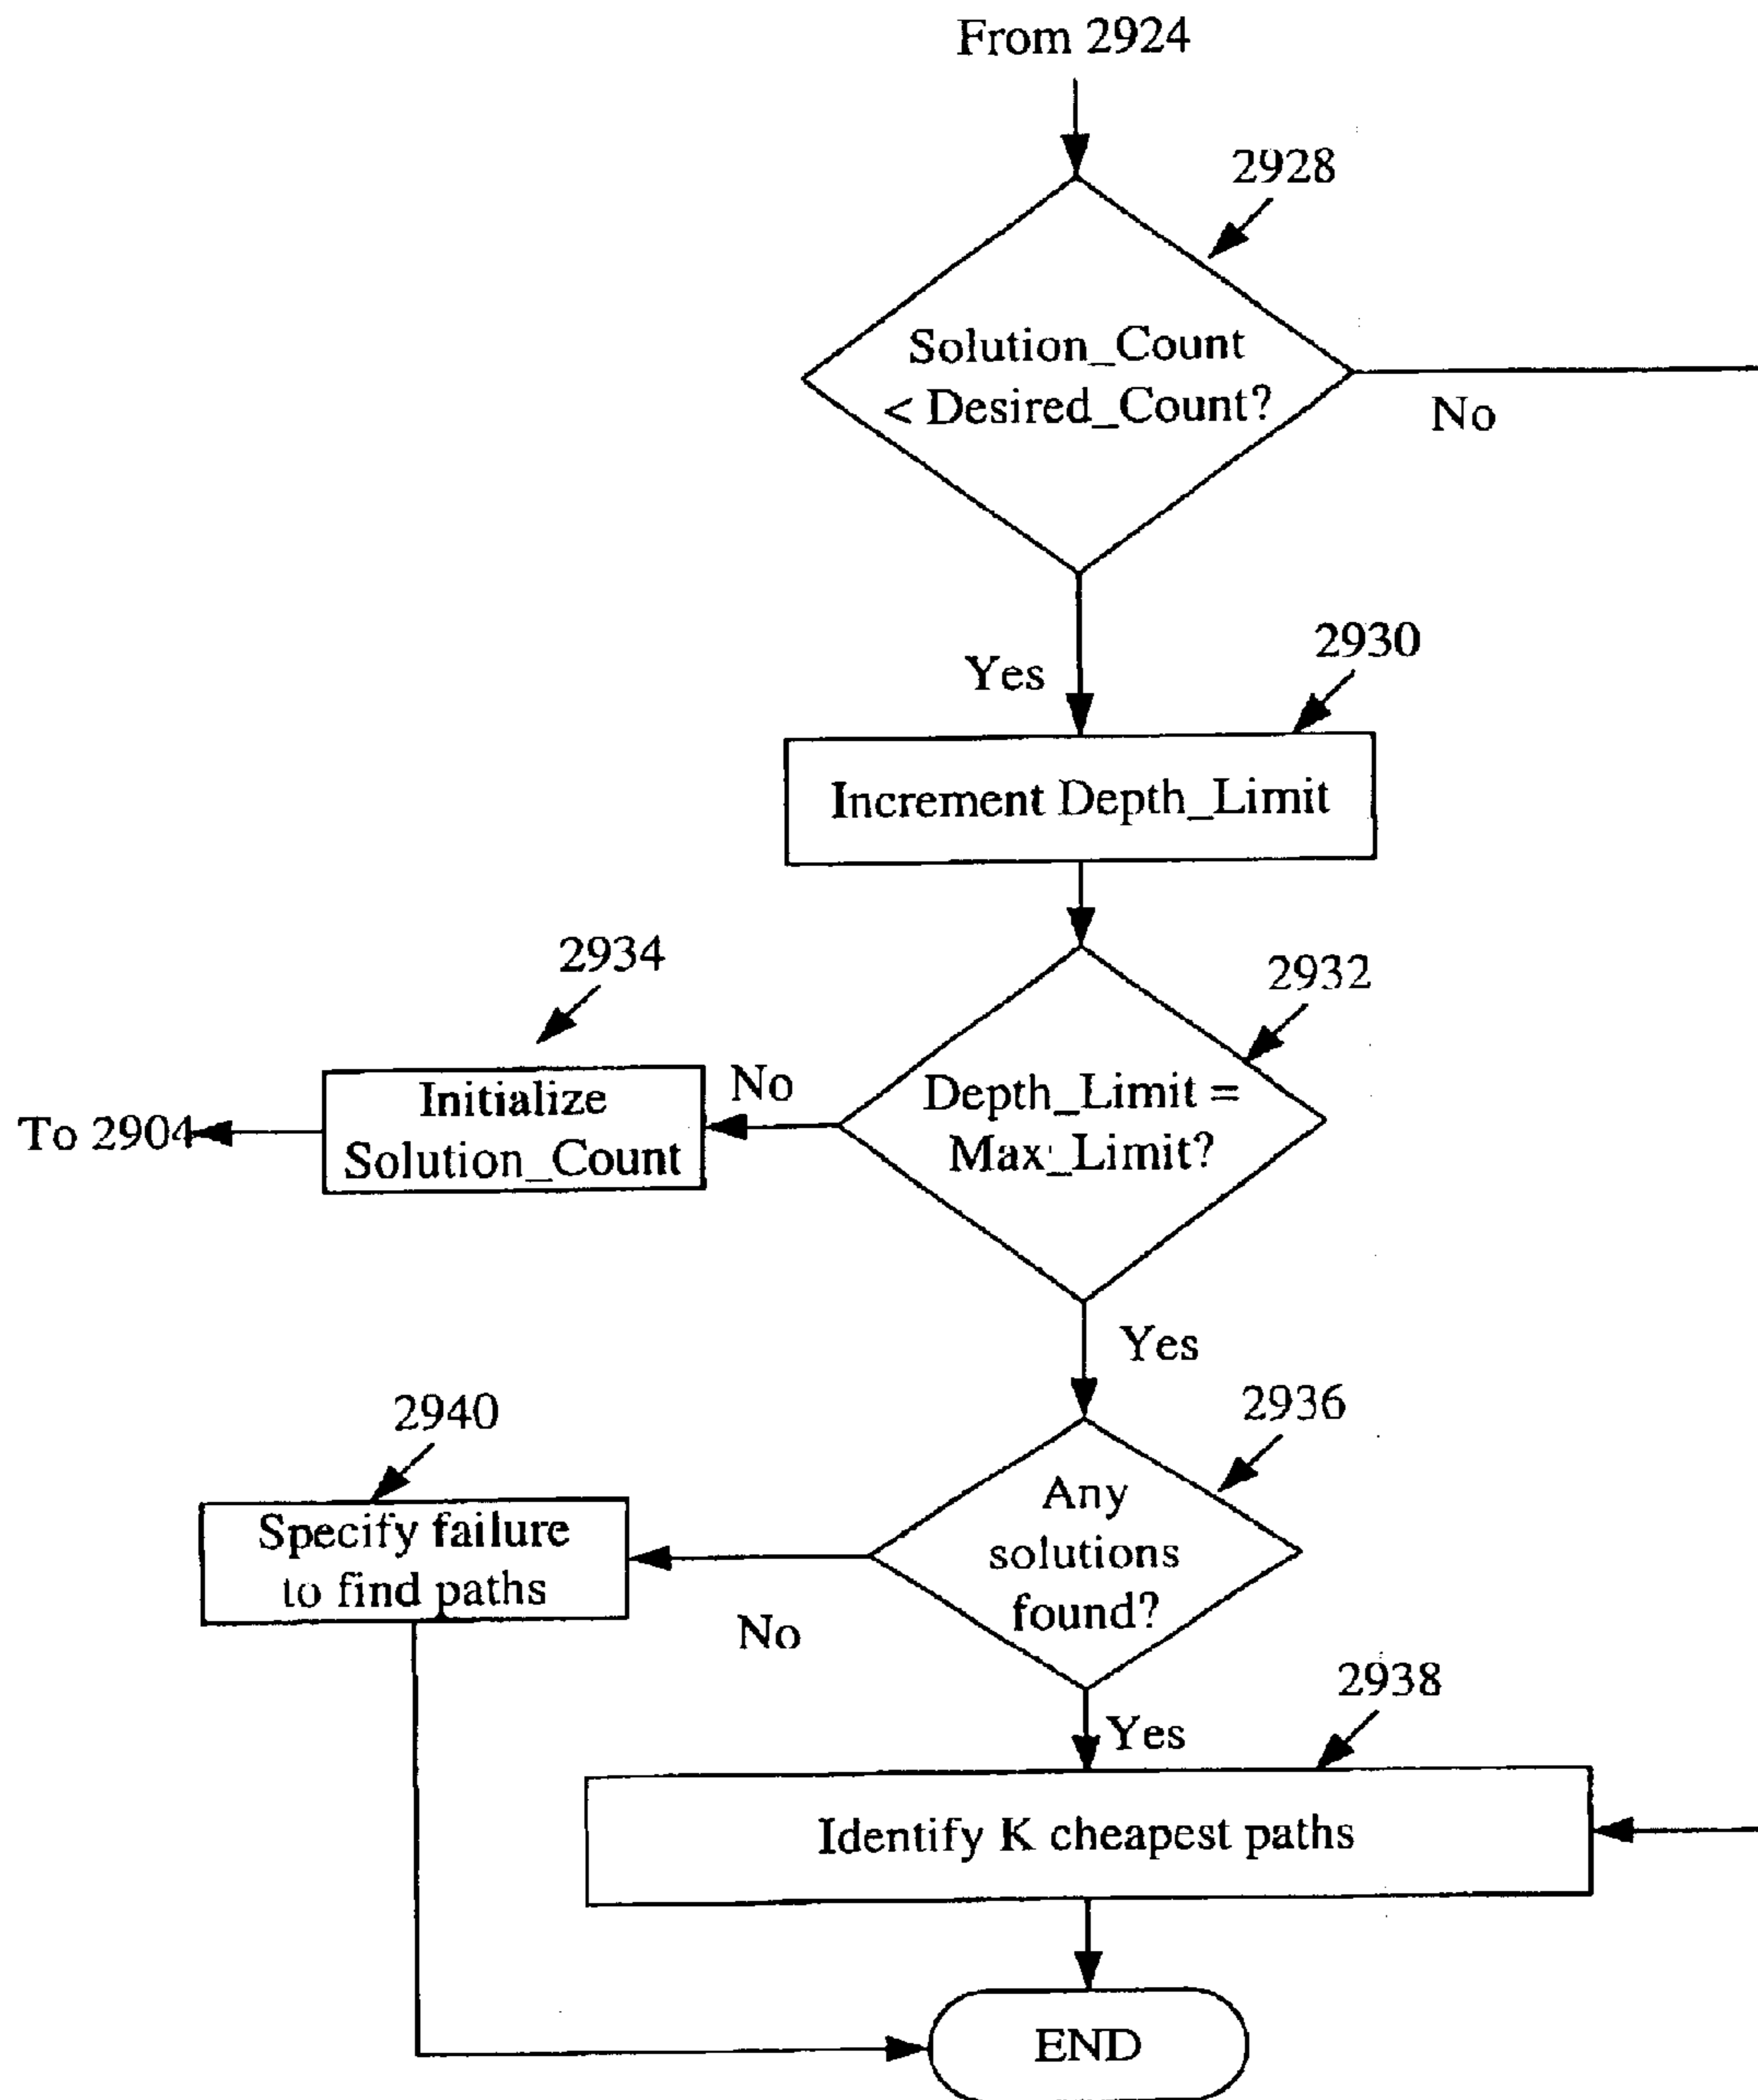 From 2924
2928
Solution_Count
< Desired_Count?
No
2930
Yes
Increment Depth_Limit
2934
2932
Initialize
Solution_Count
No
Depth_Limit =
Max_Limit?
To 2904
Yes
2940
2936
Specify failure
to find paths
Any
solutions
found?
No
2938
Yes
Identify K cheapest paths
END